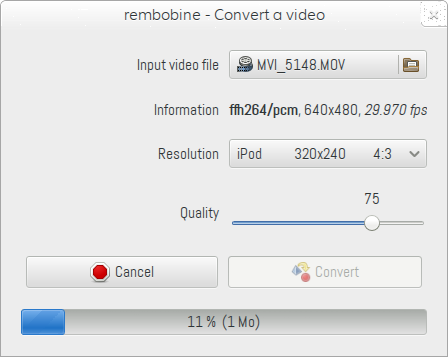 rembobine - Convert a video
Input video file MVI_5148.MOV
Information ffh264/pcm, 640x480, 29.970 fps
Resolution iPod 320x240 4:3
75
Quality
Cancel Convert
11 % (1 Mo)